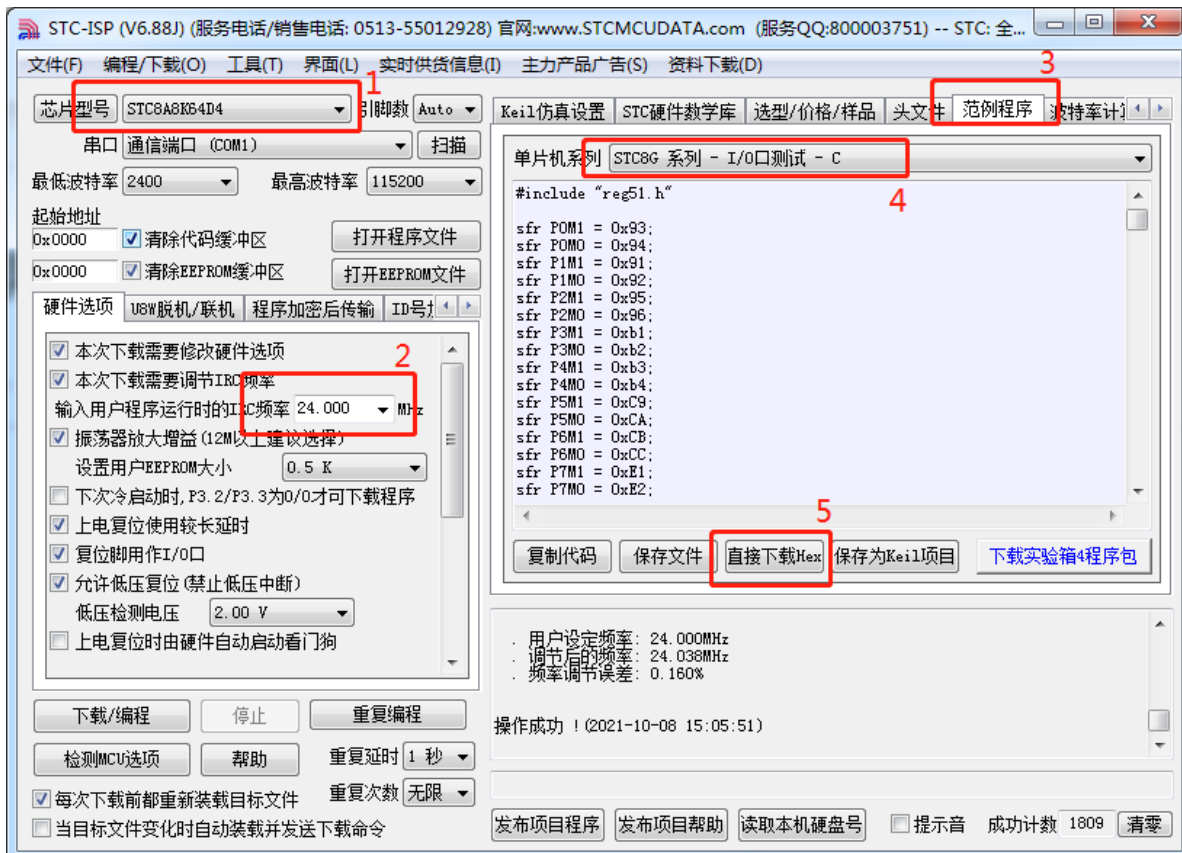 STC-ISP (V6.88J) (服务电话/销售电话: 0513-55012928) 官网:www.STCMCUDATA.com (服务QQ:800003751) -- STC: 全...
文件(F) 编程/下载(O) 工具(T) 界面(L) 实时供货信息(I) 主力产品广告(S) 资料下载(D)
1
3
芯片型号 STC8A8K64D4 引脚数 Auto
串口 通信端口 (COM1) 扫描
最低波特率 2400 最高波特率 115200
起始地址
0x0000 清除代码缓冲区 打开程序文件
0x0000 清除EEPROM缓冲区 打开EEPROM文件
硬件选项 U8W脱机/联机 程序加密后传输 ID号
本次下载需要修改硬件选项
2
本次下载需要调节IRC频率
输入用户程序运行时的IRC频率 24.000 MHz
振荡器放大增益(12M以上建议选择)
设置用户EEPROM大小 0.5 K
下次冷启动时,P3.2/P3.3为0/0才可下载程序
上电复位使用较长延时
复位脚用作I/O口
允许低压复位(禁止低压中断)
低压检测电压 2.00 V
上电复位时由硬件自动启动看门狗
下载/编程 停止 重复编程
检测MCU选项 帮助 重复延时 1 秒
每次下载前都重新装载目标文件 重复次数 无限
当目标文件变化时自动装载并发送下载命令
Keil仿真设置 STC硬件数学库 选型/价格/样品 头文件 范例程序 波特率计
单片机系列 STC8G 系列 - I/O口测试 - C
4
#include "reg51.h"
sfr P0M1 = 0x93;
sfr P0M0 = 0x94;
sfr P1M1 = 0x91;
sfr P1M0 = 0x92;
sfr P2M1 = 0x95;
sfr P2M0 = 0x96;
sfr P3M1 = 0xb1;
sfr P3M0 = 0xb2;
sfr P4M1 = 0xb3;
sfr P4M0 = 0xb4;
sfr P5M1 = 0xC9;
sfr P5M0 = 0xCA;
sfr P6M1 = 0xCB;
sfr P6M0 = 0xCC;
sfr P7M1 = 0xE1;
sfr P7M0 = 0xE2;
5
复制代码 保存文件 直接下载Hex 保存为Keil项目 下载实验箱4程序包
. 用户设定频率: 24.000MHz
. 调节后的频率: 24.038MHz
. 频率调节误差: 0.160%
操作成功 !(2021-10-08 15:05:51)
发布项目程序 发布项目帮助 读取本机硬盘号 提示音 成功计数 1809 清零